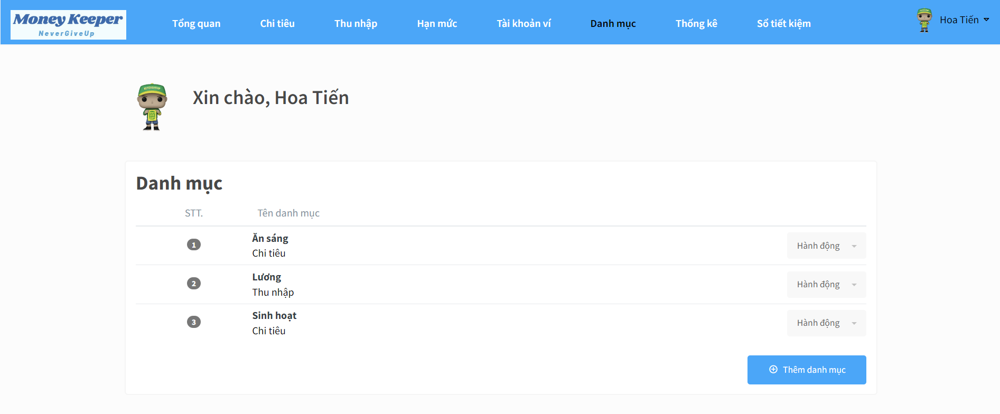 Money Keeper
NeverGiveUp
Tổng quan
Chi tiêu
Thu nhập
Hạn mức
Tài khoản ví
Danh mục
Thống kê
Sổ tiết kiệm
Hoa Tiến
Xin chào, Hoa Tiến
Danh mục
STT. Tên danh mục
1 Ăn sáng
Chi tiêu
Hành động
2 Lương
Thu nhập
Hành động
3 Sinh hoạt
Chi tiêu
Hành động
Thêm danh mục